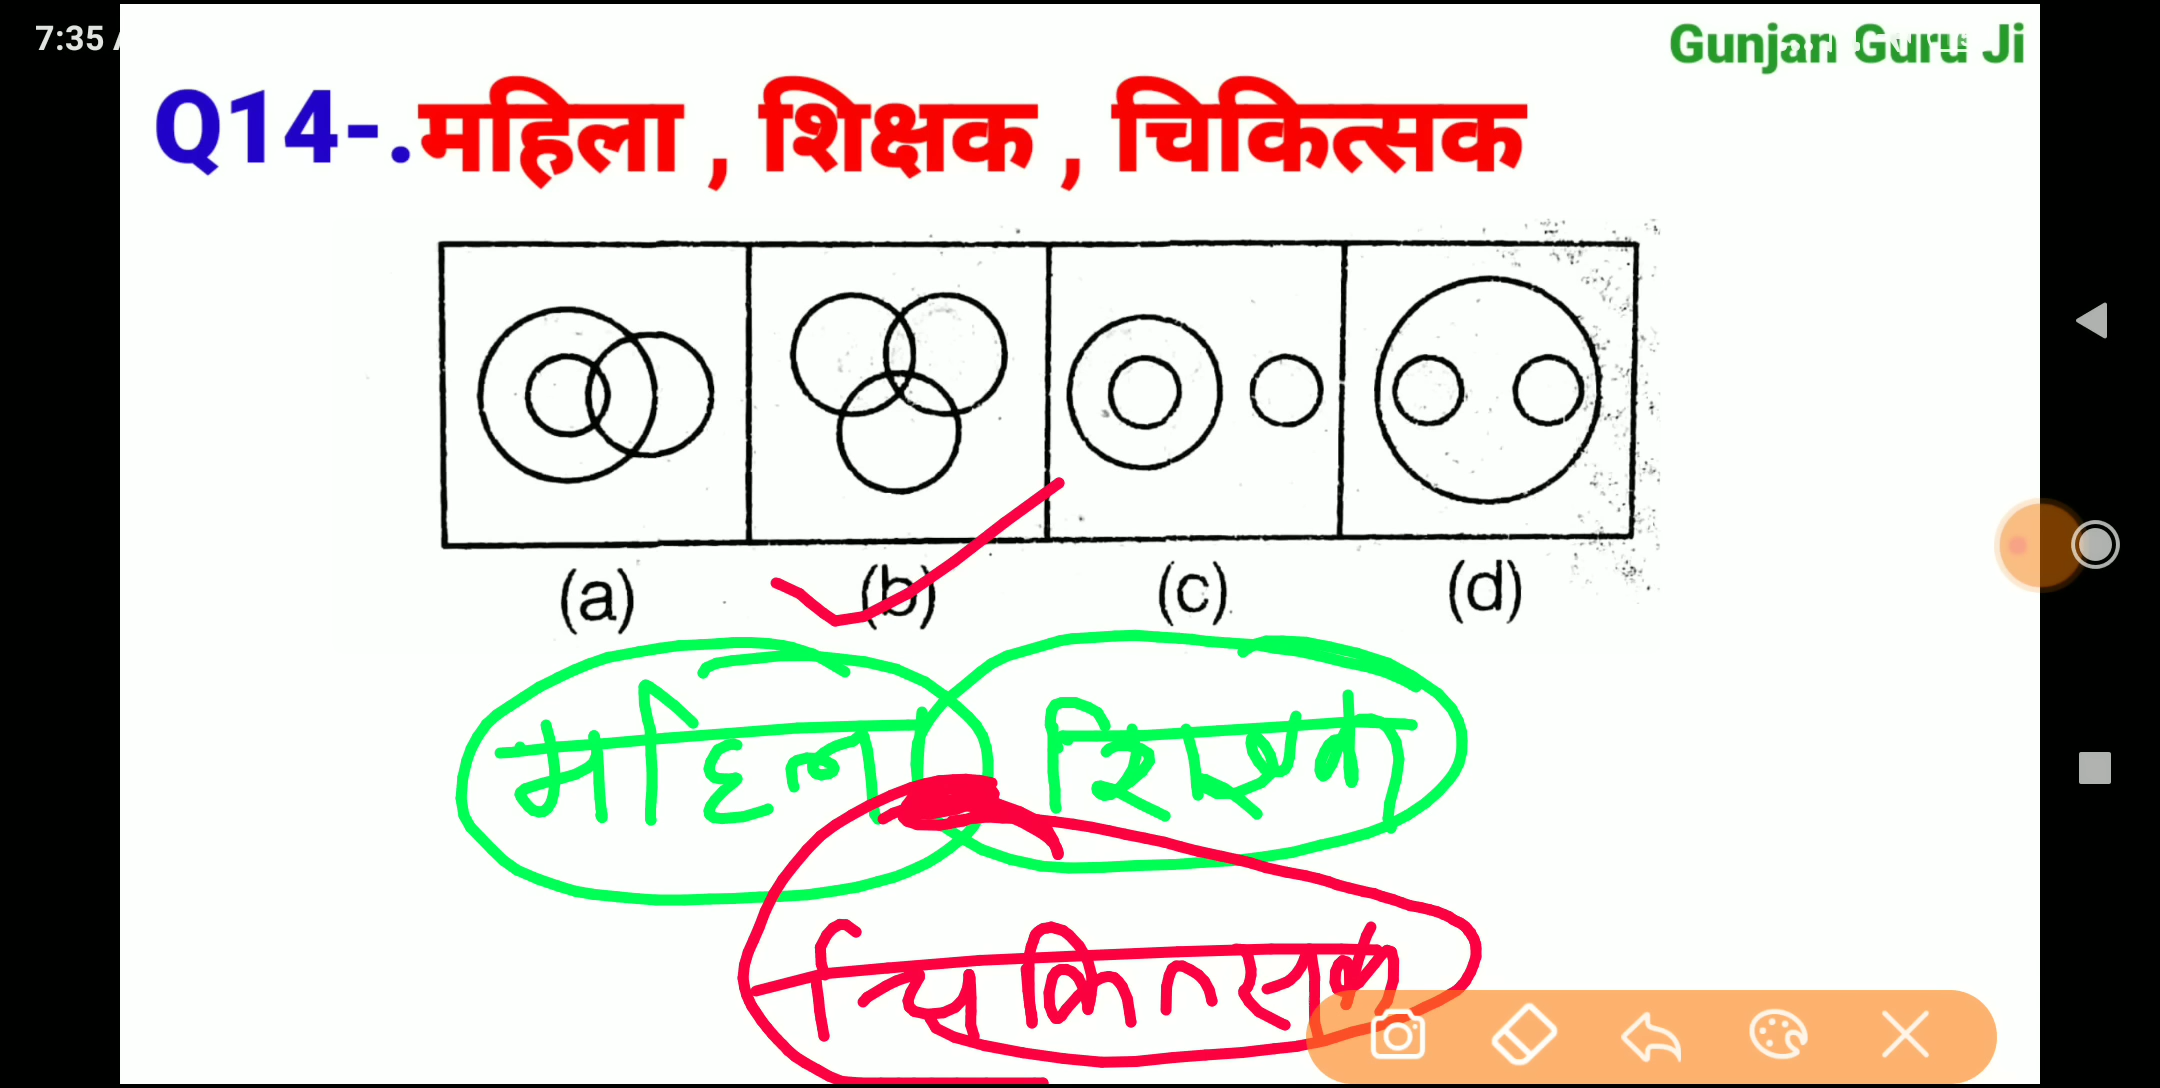 7:35
Gunjan Guru Ji
Q14-.महिला , शिक्षक , चिकित्सक
(a) (b) (c) (d)
महिला शिक्षक
चिकित्सक